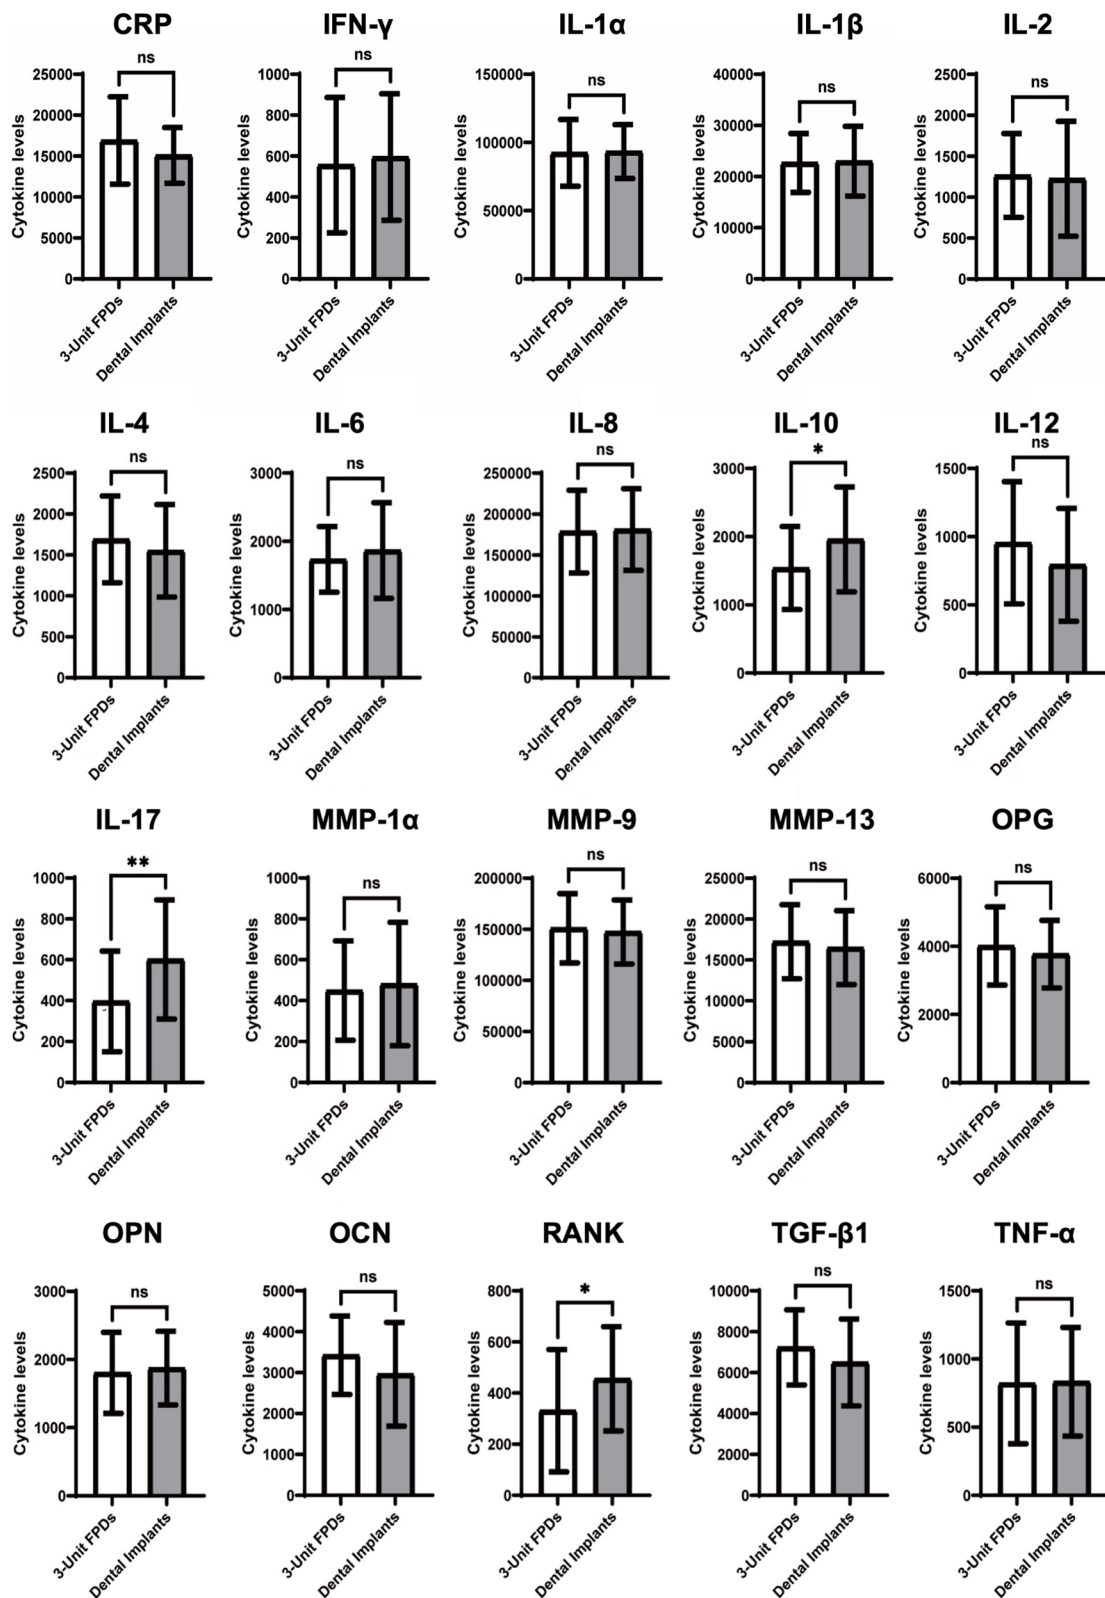 CRP
ns
25000
20000
15000
10000
5000
0
Cytokine levels
3-Unit FPDs
Dental Implants
IFN-γ
ns
1000
800
600
400
200
0
Cytokine levels
3-Unit FPDs
Dental Implants
IL-1α
ns
150000
100000
50000
0
Cytokine levels
3-Unit FPDs
Dental Implants
IL-1β
ns
40000
30000
20000
10000
0
Cytokine levels
3-Unit FPDs
Dental Implants
IL-2
ns
2500
2000
1500
1000
500
0
Cytokine levels
3-Unit FPDs
Dental Implants
IL-4
ns
2500
2000
1500
1000
500
0
Cytokine levels
3-Unit FPDs
Dental Implants
IL-6
ns
3000
2000
1000
0
Cytokine levels
3-Unit FPDs
Dental Implants
IL-8
ns
250000
200000
150000
100000
50000
0
Cytokine levels
3-Unit FPDs
Dental Implants
IL-10
*
3000
2000
1000
0
Cytokine levels
3-Unit FPDs
Dental Implants
IL-12
ns
1500
1000
500
0
Cytokine levels
3-Unit FPDs
Dental Implants
IL-17
**
1000
800
600
400
200
0
Cytokine levels
3-Unit FPDs
Dental Implants
MMP-1α
ns
1000
800
600
400
200
0
Cytokine levels
3-Unit FPDs
Dental Implants
MMP-9
ns
200000
150000
100000
50000
0
Cytokine levels
3-Unit FPDs
Dental Implants
MMP-13
ns
25000
20000
15000
10000
5000
0
Cytokine levels
3-Unit FPDs
Dental Implants
OPG
ns
6000
4000
2000
0
Cytokine levels
3-Unit FPDs
Dental Implants
OPN
ns
3000
2000
1000
0
Cytokine levels
3-Unit FPDs
Dental Implants
OCN
ns
5000
4000
3000
2000
1000
0
Cytokine levels
3-Unit FPDs
Dental Implants
RANK
*
800
600
400
200
0
Cytokine levels
3-Unit FPDs
Dental Implants
TGF-β1
ns
10000
8000
6000
4000
2000
0
Cytokine levels
3-Unit FPDs
Dental Implants
TNF-α
ns
1500
1000
500
0
Cytokine levels
3-Unit FPDs
Dental Implants